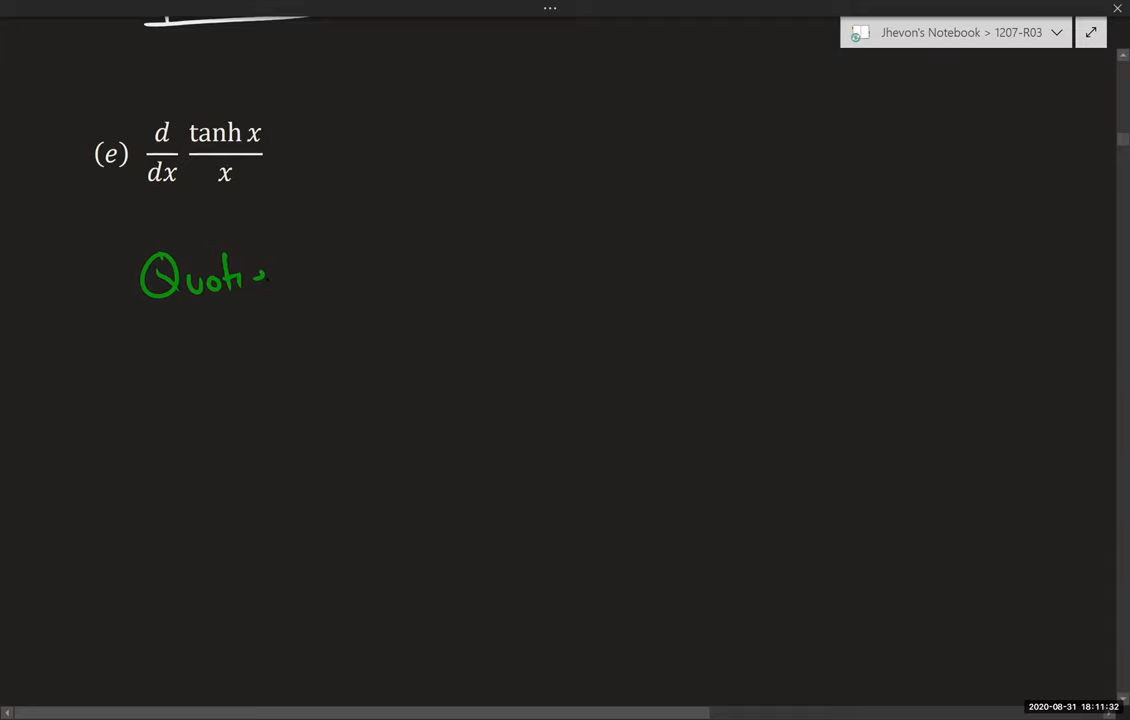 Jhevon's Notebook > 1207-R03
(e) d/dx tanh x/x
Quoti
2020-08-31 18:11:32